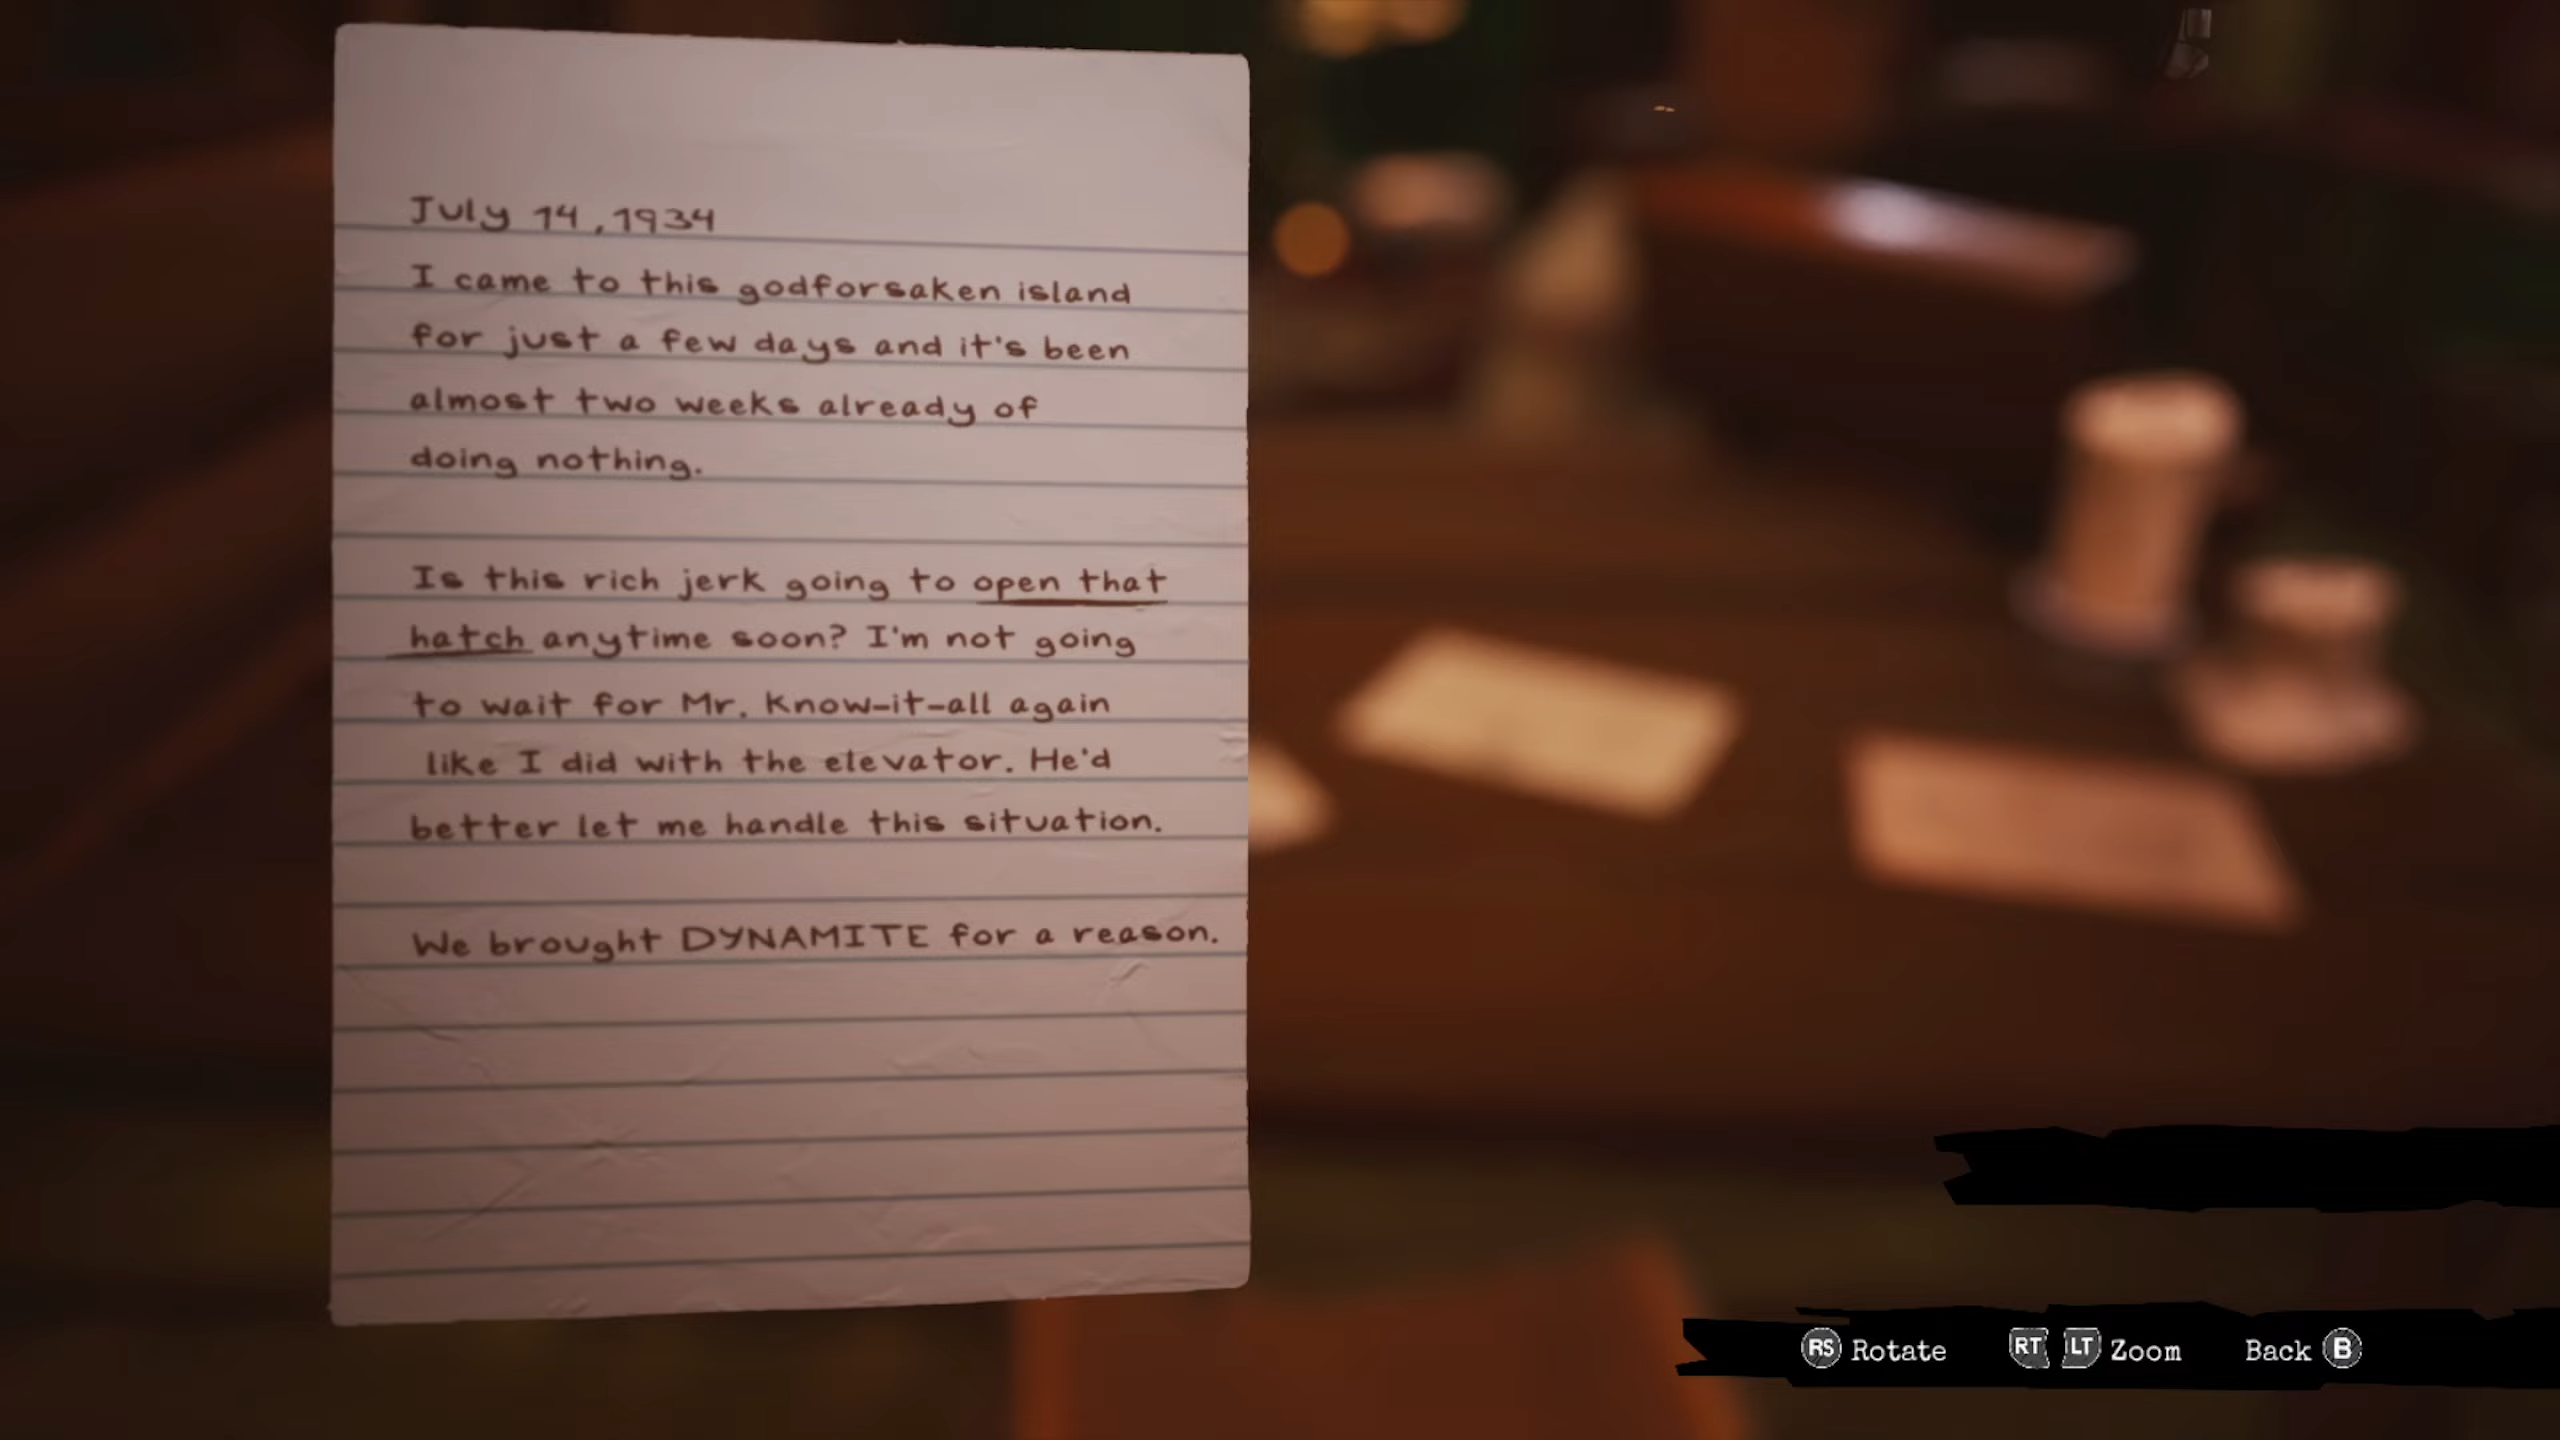 July 14, 1934
I came to this godforsaken island
for just a few days and it's been
almost two weeks already of
doing nothing.
Is this rich jerk going to open that
hatch anytime soon? I'm not going
to wait for Mr. Know-it-all again
like I did with the elevator. He'd
better let me handle this situation.
We brought DYNAMITE for a reason.
RS Rotate RT LT Zoom Back B